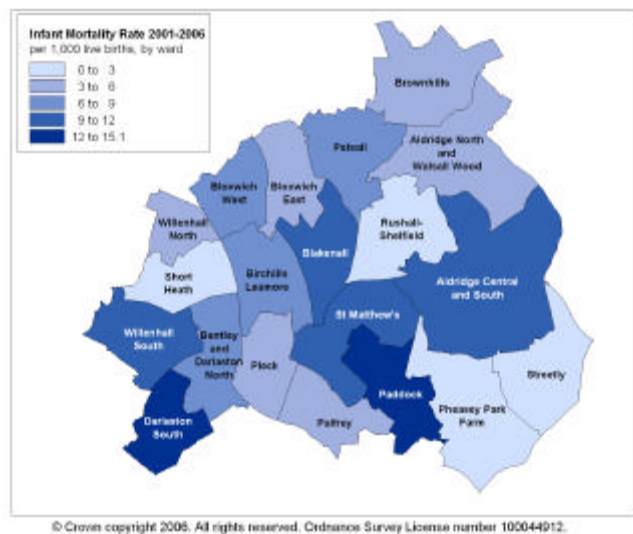 Infant Mortality Rate 2001-2006
per 1,000 live births, by ward
0 to 3
3 to 6
6 to 9
9 to 12
12 to 15.1
Brownhills
Pelsall
Aldridge North
and
Walsall Wood
Bloxwich
West
Bloxwich
East
Willenhall
North
Rushall-
Shelfield
Blakenall
Short
Heath
Birchills
Leamore
Aldridge Central
and South
St Matthew's
Willenhall
South
Bentley
and
Darlaston
North
Pleck
Streetly
Paddock
Pheasey Park
Farm
Darlaston
South
Palfrey
© Crown copyright 2006. All rights reserved. Ordnance Survey License number 100044912.